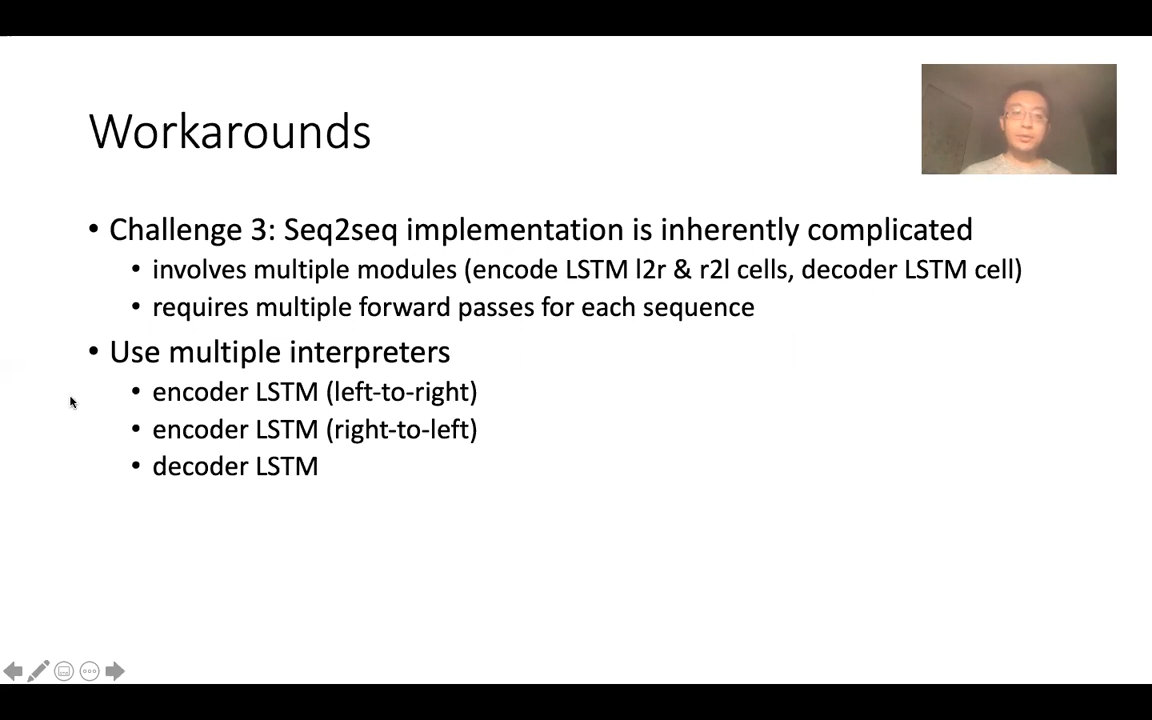 Workarounds
• Challenge 3: Seq2seq implementation is inherently complicated
• involves multiple modules (encode LSTM l2r & r2l cells, decoder LSTM cell)
• requires multiple forward passes for each sequence
• Use multiple interpreters
• encoder LSTM (left-to-right)
• encoder LSTM (right-to-left)
• decoder LSTM